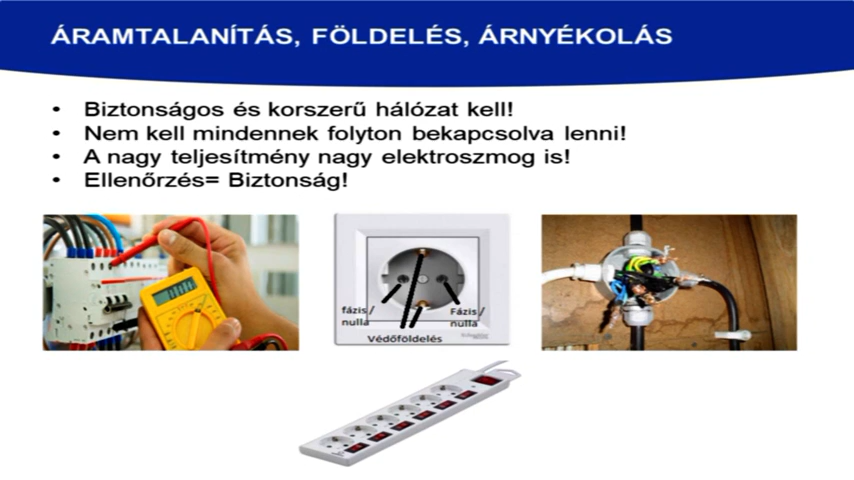 ÁRAMTALANÍTÁS, FÖLDELÉS, ÁRNYÉKOLÁS
• Biztonságos és korszerű hálózat kell!
• Nem kell mindennek folyton bekapcsolva lenni!
• A nagy teljesítmény nagy elektroszmog is!
• Ellenőrzés= Biztonság!
fázis / nulla
Fázis / nulla
Védőföldelés